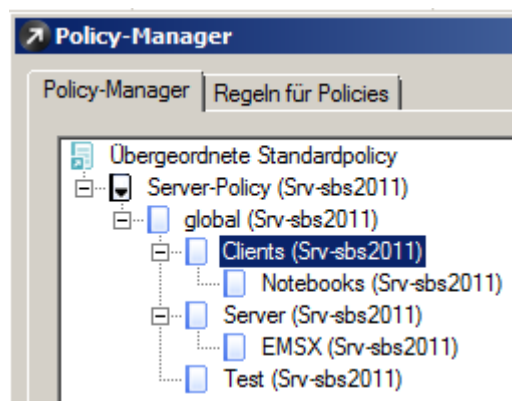 Policy-Manager
Policy-Manager Regeln für Policies
Übergeordnete Standardpolicy
Server-Policy (Srv-sbs2011)
global (Srv-sbs2011)
Clients (Srv-sbs2011)
Notebooks (Srv-sbs2011)
Server (Srv-sbs2011)
EMSX (Srv-sbs2011)
Test (Srv-sbs2011)